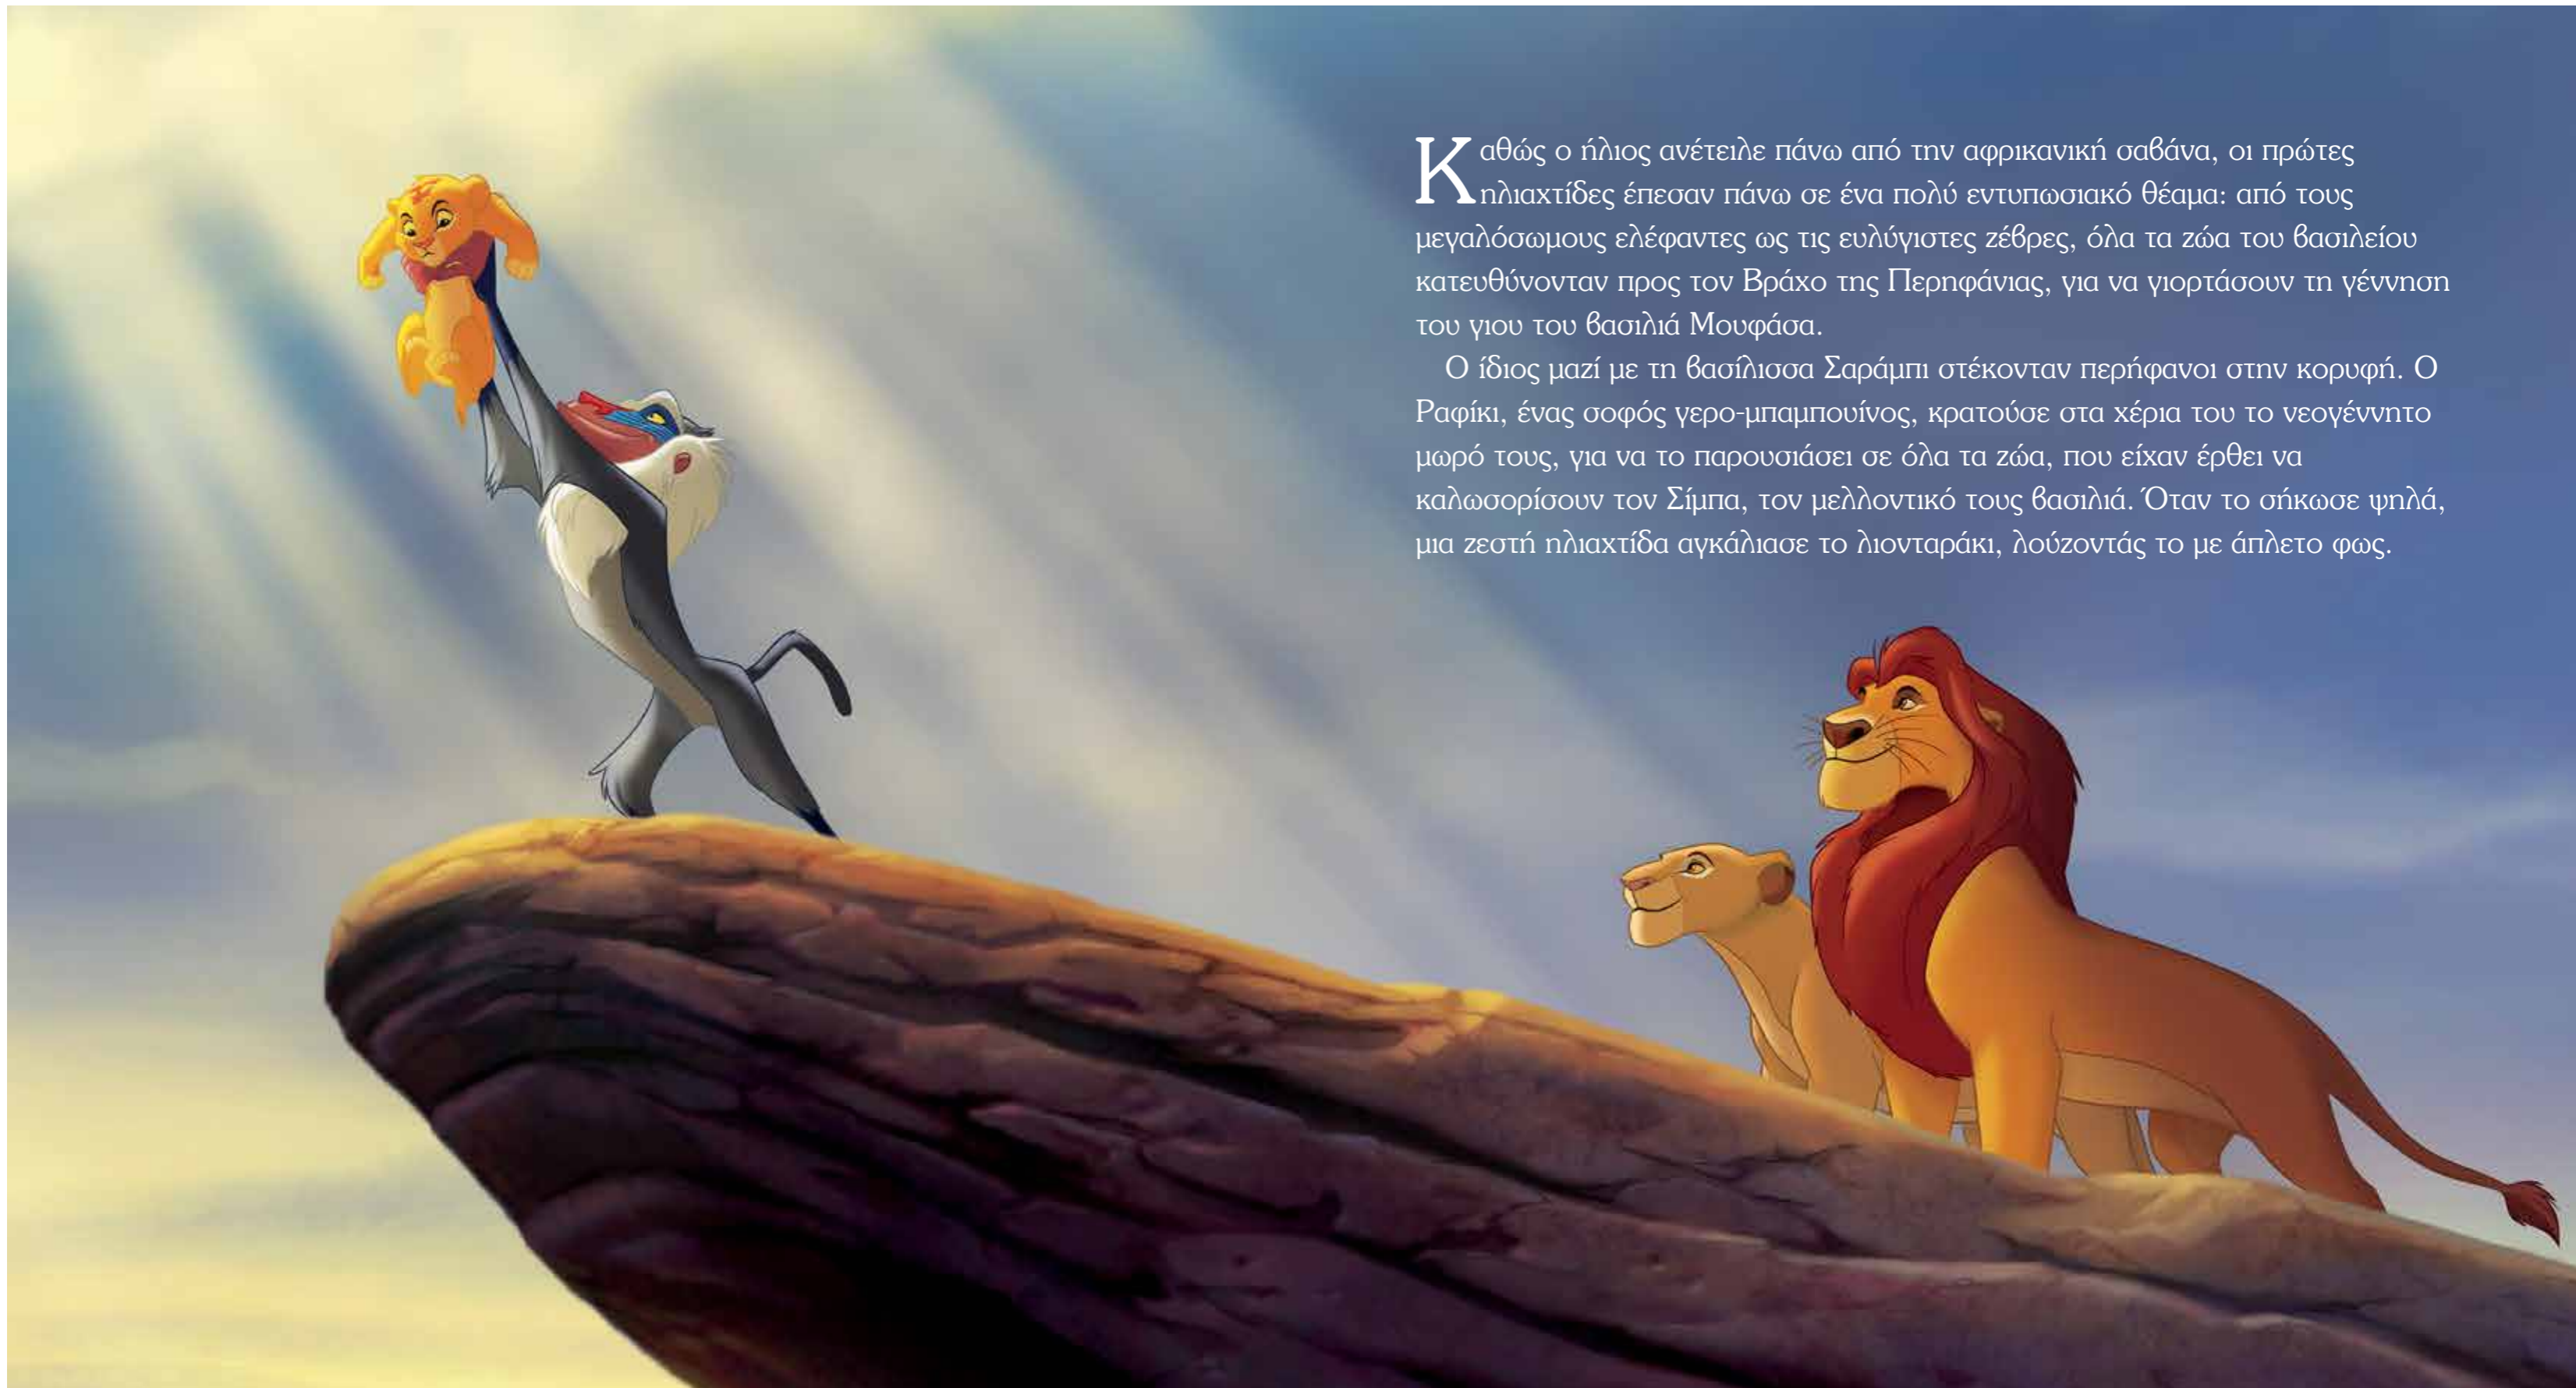 Καθώς ο ήλιος ανέτειλε πάνω από την αφρικανική σαβάνα, οι πρώτες
ηλιαχτίδες έπεσαν πάνω σε ένα πολύ εντυπωσιακό θέαμα: από τους
μεγαλόσωμους ελέφαντες ως τις ευλύγιστες ζέβρες, όλα τα ζώα του βασιλείου
κατευθύνονταν προς τον Βράχο της Περηφάνιας, για να γιορτάσουν τη γέννηση
του γιου του βασιλιά Μουφάσα.
Ο ίδιος μαζί με τη βασίλισσα Σαράμπι στέκονταν περήφανοι στην κορυφή. Ο
Ραφίκι, ένας σοφός γερο-μπαμπουίνος, κρατούσε στα χέρια του το νεογέννητο
μωρό τους, για να το παρουσιάσει σε όλα τα ζώα, που είχαν έρθει να
καλωσορίσουν τον Σίμπα, τον μελλοντικό τους βασιλιά. Όταν το σήκωσε ψηλά,
μια ζεστή ηλιαχτίδα αγκάλιασε το λιονταράκι, λούζοντάς το με άπλετο φως.